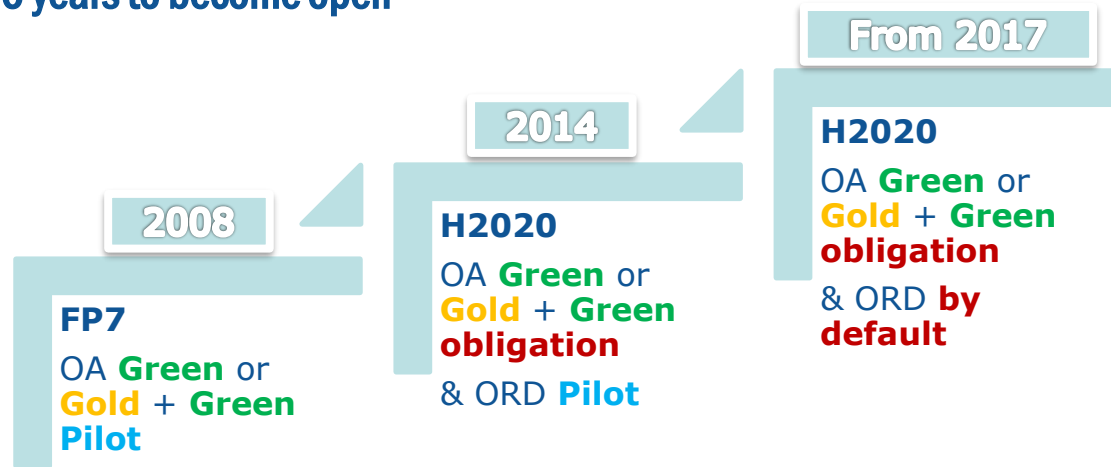 years to become open
2008
FP7
OA Green or
Gold + Green
Pilot
2014
H2020
OA Green or
Gold + Green
obligation
& ORD Pilot
From 2017
H2020
OA Green or
Gold + Green
obligation
& ORD by
default